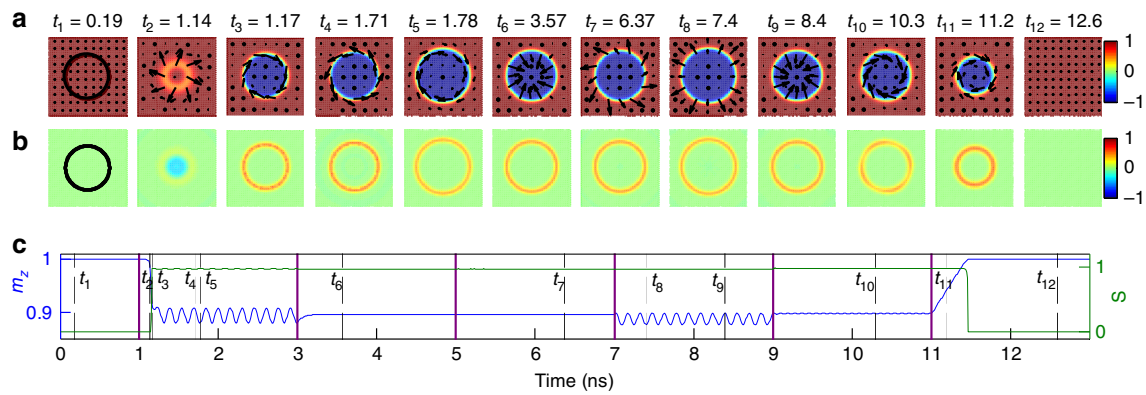 a t1 = 0.19 t2 = 1.14 t3 = 1.17 t4 = 1.71 t5 = 1.78 t6 = 3.57 t7 = 6.37 t8 = 7.4 t9 = 8.4 t10 = 10.3 t11 = 11.2 t12 = 12.6
1
0
−1
b
1
0
−1
c
mz
1
0.9
t1 t2 t3 t4 t5 t6 t7 t8 t9 t10 t11 t12
1
0
S
0 1 2 3 4 5 6 7 8 9 10 11 12
Time (ns)